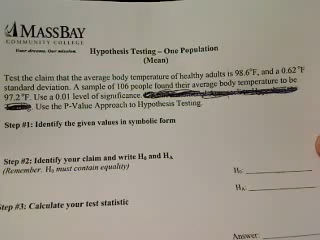 MASSBAY
COMMUNITY COLLEGE
Your dreams. Our mission.
Hypothesis Testing – One Population
(Mean)
Test the claim that the average body temperature of healthy adults is 98.6°F, and a 0.62 °F
standard deviation. A sample of 106 people found their average body temperature to be
97.2 °F. Use a 0.01 level of significance.
Use the P-Value Approach to Hypothesis Testing.
Step #1: Identify the given values in symbolic form
Step #2: Identify your claim and write H0 and HA
(Remember: H0 must contain equality)
H0:
HA:
Step #3: Calculate your test statistic
Answer: